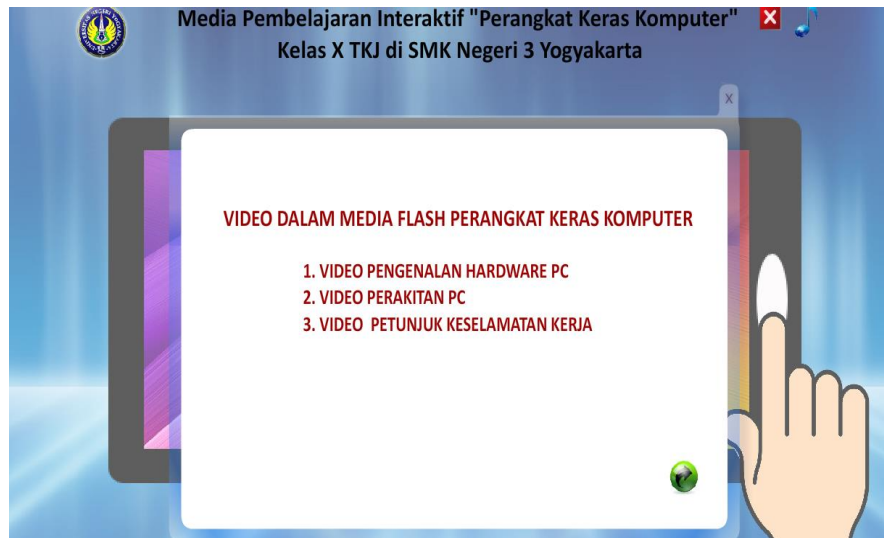 Media Pembelajaran Interaktif "Perangkat Keras Komputer"
Kelas X TKJ di SMK Negeri 3 Yogyakarta
X
VIDEO DALAM MEDIA FLASH PERANGKAT KERAS KOMPUTER
1. VIDEO PENGENALAN HARDWARE PC
2. VIDEO PERAKITAN PC
3. VIDEO PETUNJUK KESELAMATAN KERJA